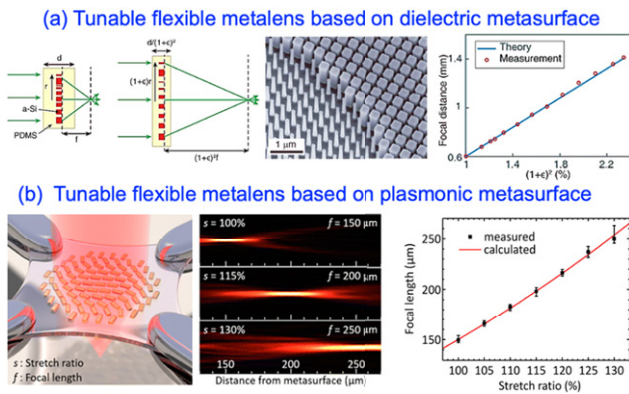 (a) Tunable flexible metalens based on dielectric metasurface
d
r
a-Si
PDMS
f
d/(1+ϵ)²
(1+ϵ)r
(1+ϵ)²f
1 μm
Focal distance (mm)
1.4
1
0.6
Theory
Measurement
1.0
1.4
1.8
2.2
(1+ϵ)² (%)
(b) Tunable flexible metalens based on plasmonic metasurface
s : Stretch ratio
f : Focal length
s = 100%
f = 150 μm
s = 115%
f = 200 μm
s = 130%
f = 250 μm
150
200
250
Distance from metasurface (μm)
Focal length (μm)
250
200
150
measured
calculated
100 105 110 115 120 125 130
Stretch ratio (%)